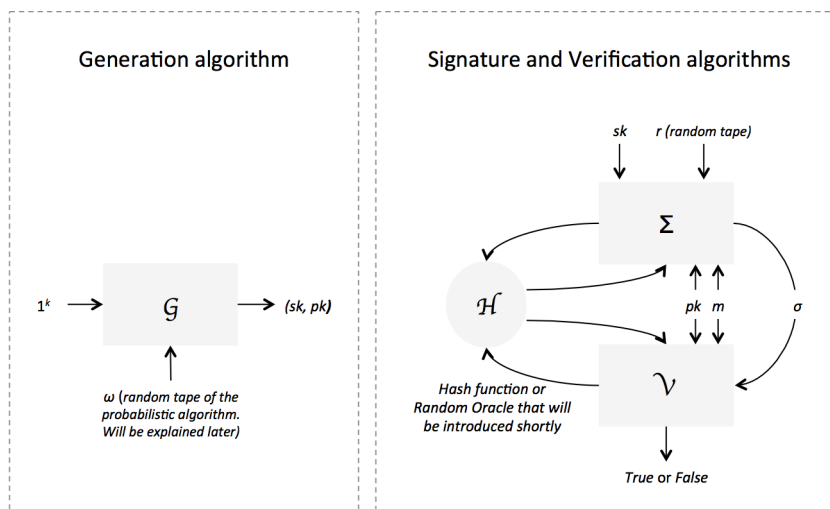 Generation algorithm
1ᵏ
𝒢
(sk, pk)
ω (random tape of the
probabilistic algorithm.
Will be explained later)
Signature and Verification algorithms
sk
r (random tape)
Σ
ℋ
pk
m
σ
𝒱
Hash function or
Random Oracle that will
be introduced shortly
True or False